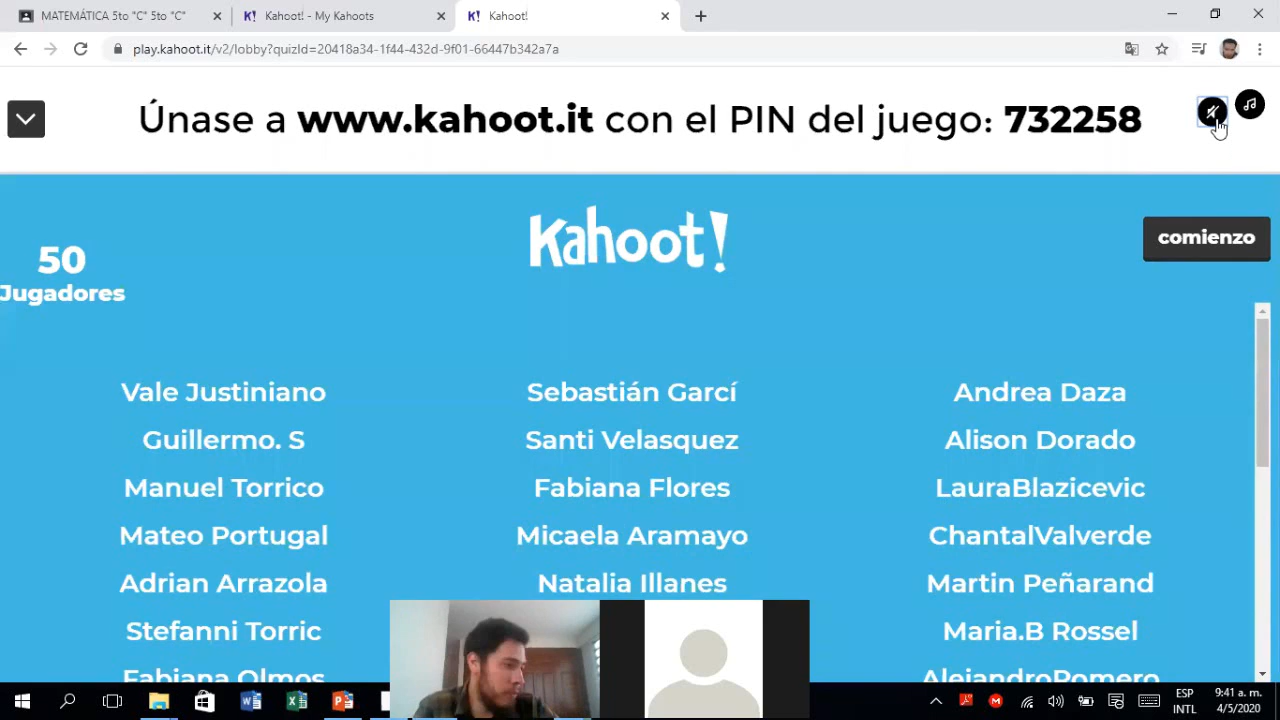 MATEMÁTICA 5to "C" 5to "C"
Kahoot! - My Kahoots
Kahoot!
play.kahoot.it/v2/lobby?quizId=20418a34-1f44-432d-9f01-66447b342a7a
Únase a www.kahoot.it con el PIN del juego: 732258
Kahoot!
comienzo
50
Jugadores
Vale Justiniano Sebastián Garcí Andrea Daza
Guillermo. S Santi Velasquez Alison Dorado
Manuel Torrico Fabiana Flores LauraBlazicevic
Mateo Portugal Micaela Aramayo ChantalValverde
Adrian Arrazola Natalia Illanes Martin Peñarand
Stefanni Torric Maria.B Rossel
Fabiana Olmos AlejandroRomero
ESP 9:41 a. m.
INTL 4/5/2020